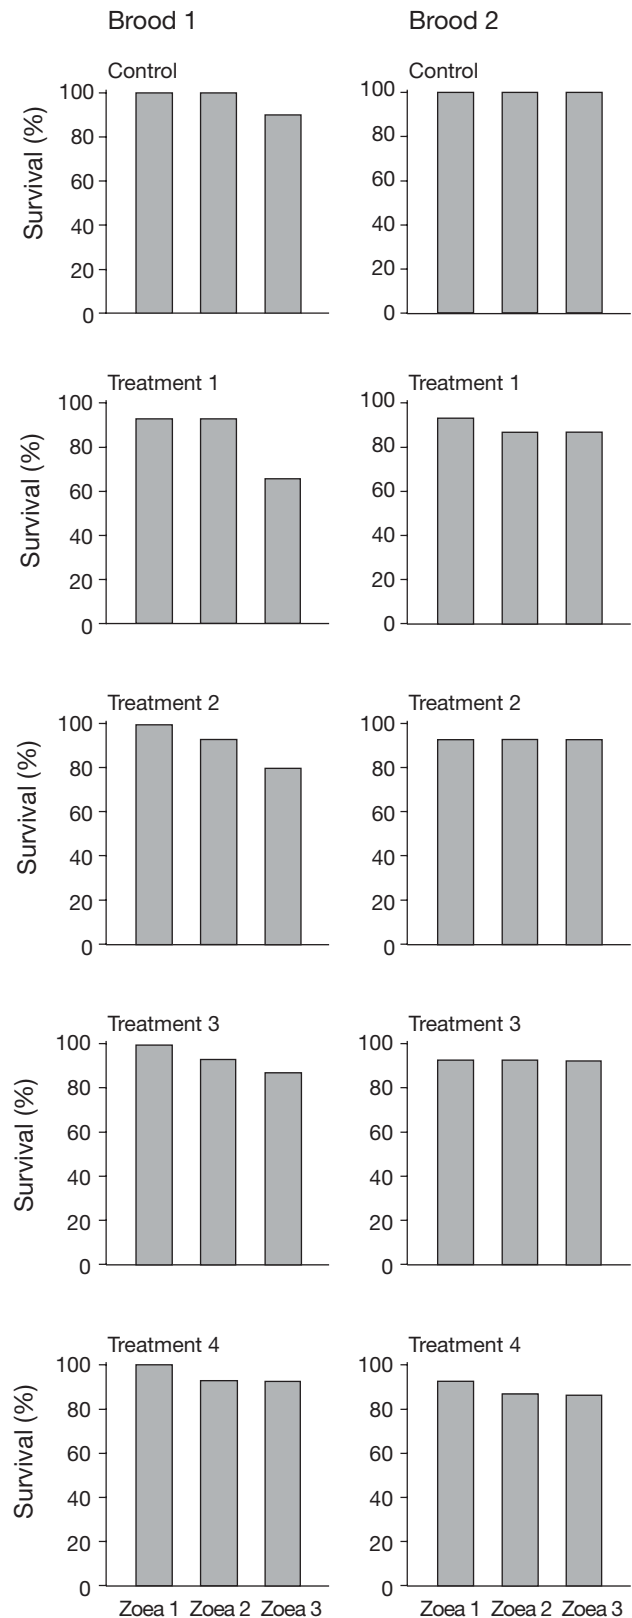 Brood 1 Brood 2
Control Control
Survival (%)
100 100
80 80
60 60
40 40
20 20
0 0
Treatment 1 Treatment 1
Survival (%)
100 100
80 80
60 60
40 40
20 20
0 0
Treatment 2 Treatment 2
Survival (%)
100 100
80 80
60 60
40 40
20 20
0 0
Treatment 3 Treatment 3
Survival (%)
100 100
80 80
60 60
40 40
20 20
0 0
Treatment 4 Treatment 4
Survival (%)
100 100
80 80
60 60
40 40
20 20
0 0
Zoea 1 Zoea 2 Zoea 3 Zoea 1 Zoea 2 Zoea 3